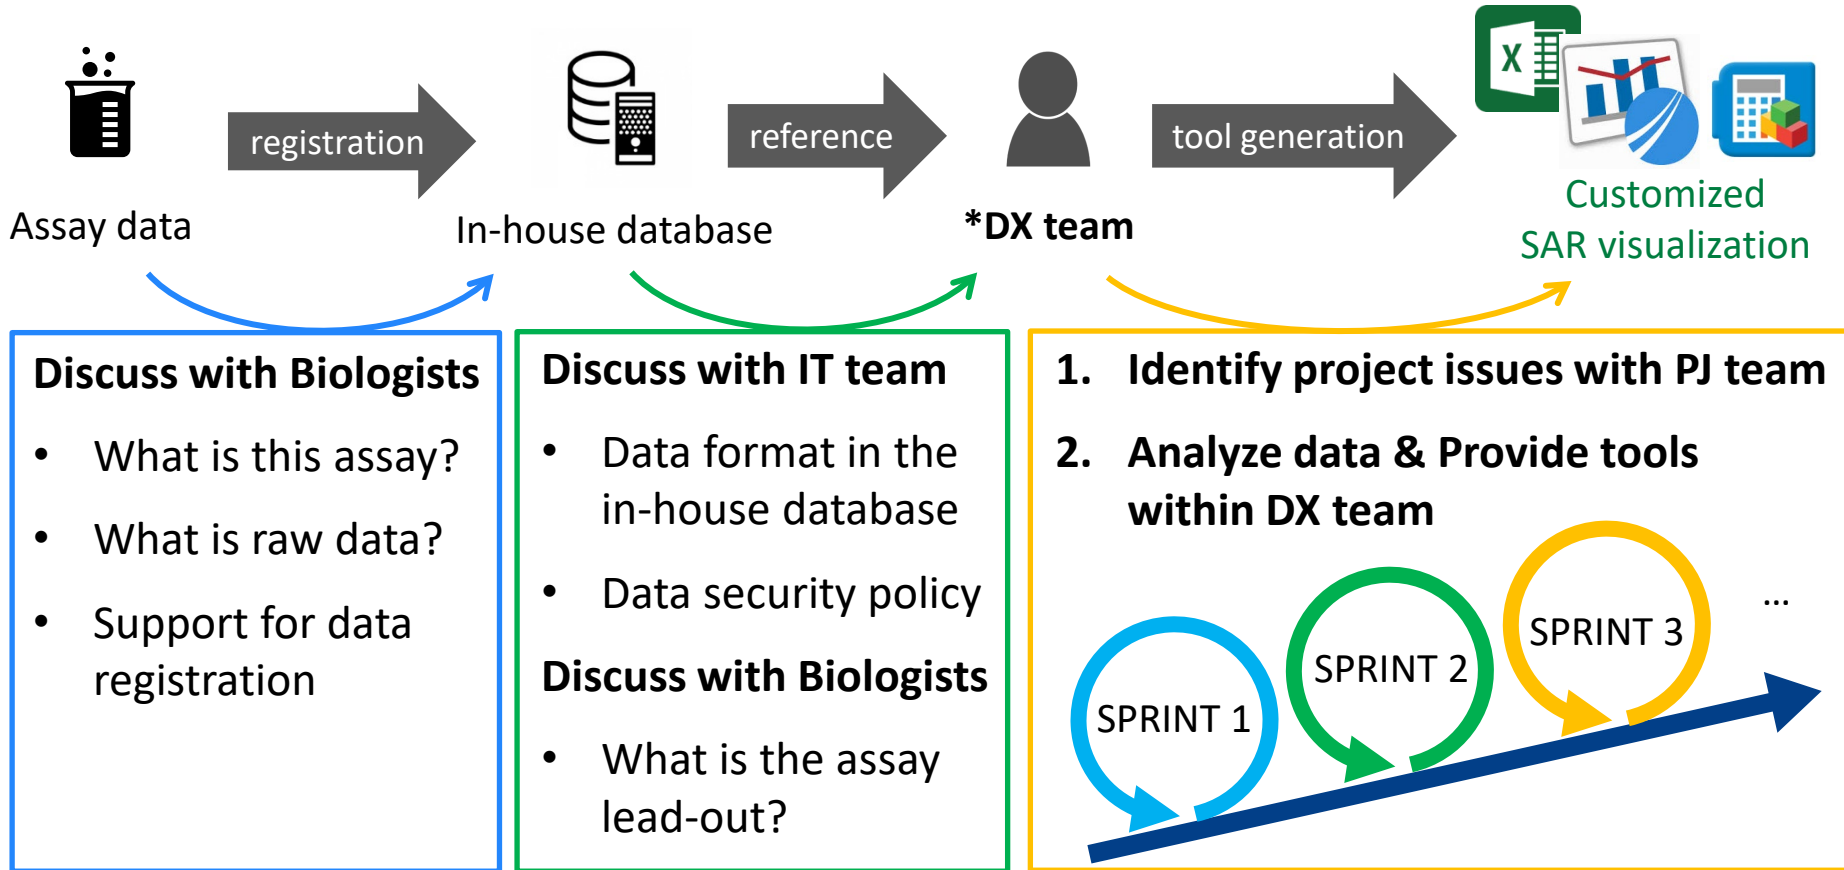 registration
reference
tool generation
Assay data
In-house database
*DX team
X
Customized
SAR visualization
Discuss with Biologists
• What is this assay?
• What is raw data?
• Support for data
registration
Discuss with IT team
• Data format in the
in-house database
• Data security policy
Discuss with Biologists
• What is the assay
lead-out?
1. Identify project issues with PJ team
2. Analyze data & Provide tools
within DX team
SPRINT 1
SPRINT 2
SPRINT 3
...